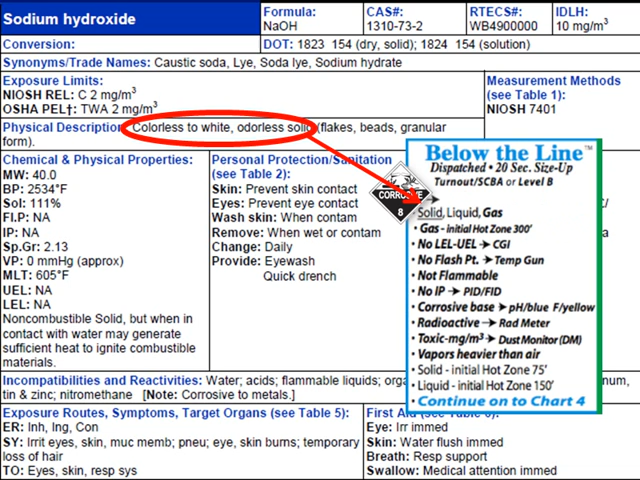 Sodium hydroxide
Formula:
NaOH
CAS#:
1310-73-2
RTECS#:
WB4900000
IDLH:
10 mg/m³
Conversion:
DOT: 1823 154 (dry, solid); 1824 154 (solution)
Synonyms/Trade Names: Caustic soda, Lye, Soda lye, Sodium hydrate
Exposure Limits:
NIOSH REL: C 2 mg/m³
OSHA PEL†: TWA 2 mg/m³
Measurement Methods
(see Table 1):
NIOSH 7401
Physical Description: Colorless to white, odorless solid (flakes, beads, granular
form).
Chemical & Physical Properties:
MW: 40.0
BP: 2534°F
Sol: 111%
Fl.P: NA
IP: NA
Sp.Gr: 2.13
VP: 0 mmHg (approx)
MLT: 605°F
UEL: NA
LEL: NA
Noncombustible Solid, but when in
contact with water may generate
sufficient heat to ignite combustible
materials.
Personal Protection/Sanitation
(see Table 2):
Skin: Prevent skin contact
Eyes: Prevent eye contact
Wash skin: When contam
Remove: When wet or contam
Change: Daily
Provide: Eyewash
Quick drench
CORROSIVE
8
Below the Line™
Dispatched • 20 Sec. Size-Up
Turnout/SCBA or Level B
Solid, Liquid, Gas
• Gas - initial Hot Zone 300'
• No LEL-UEL ➔ CGI
• No Flash Pt. ➔ Temp Gun
• Not Flammable
• No IP ➔ PID/FID
• Corrosive base ➔ pH/blue F/yellow
• Radioactive ➔ Rad Meter
• Toxic-mg/m³ ➔ Dust Monitor (DM)
• Vapors heavier than air
• Solid - initial Hot Zone 75'
• Liquid - initial Hot Zone 150'
• Continue on to Chart 4
Incompatibilities and Reactivities: Water; acids; flammable liquids;
tin & zinc; nitromethane [Note: Corrosive to metals.]
Exposure Routes, Symptoms, Target Organs (see Table 5):
ER: Inh, Ing, Con
SY: Irrit eyes, skin, muc memb; pneu; eye, skin burns; temporary
loss of hair
TO: Eyes, skin, resp sys
First Aid
Eye: Irr immed
Skin: Water flush immed
Breath: Resp support
Swallow: Medical attention immed